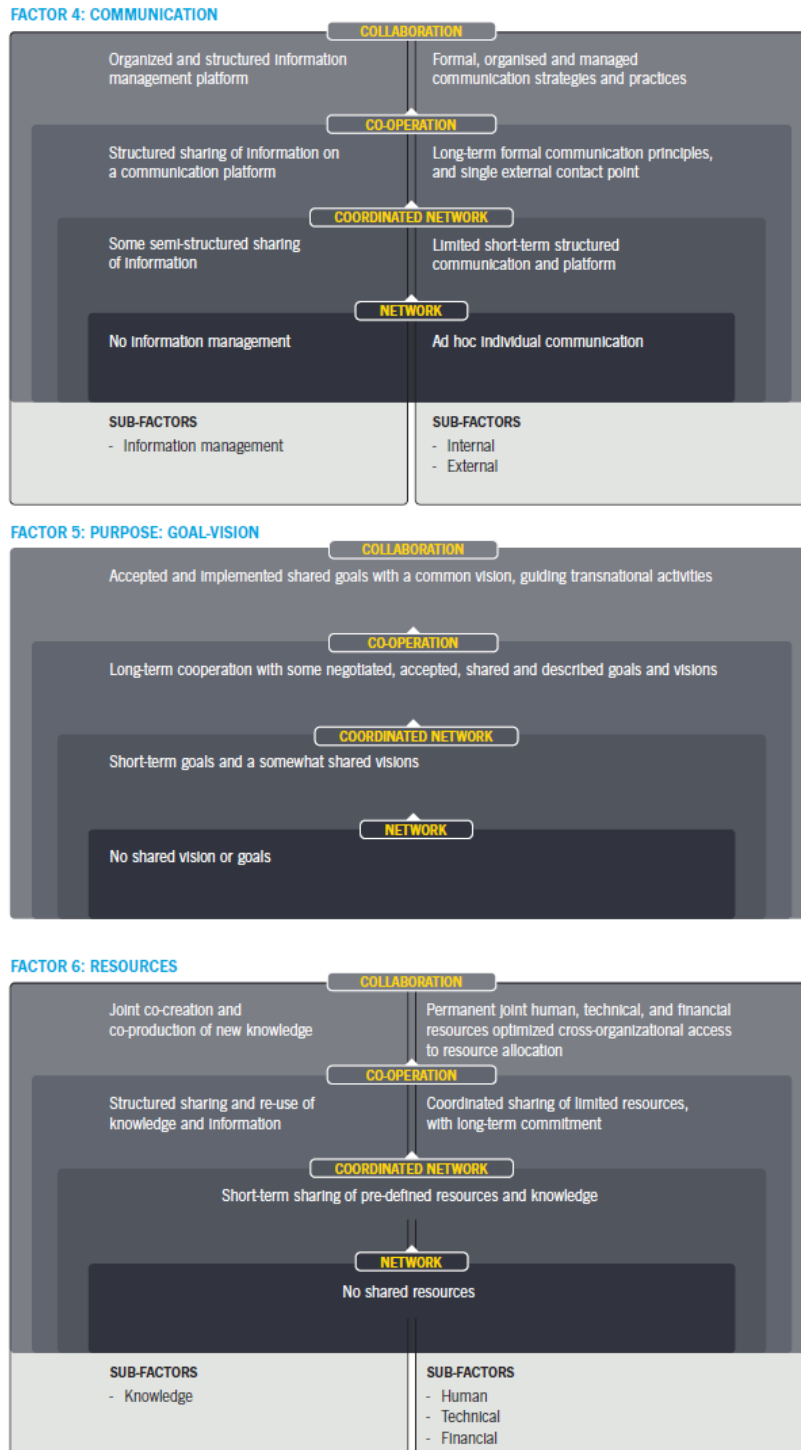 FACTOR 4: COMMUNICATION
COLLABORATION
Organized and structured information
management platform
Formal, organised and managed
communication strategies and practices
CO-OPERATION
Structured sharing of information on
a communication platform
Long-term formal communication principles,
and single external contact point
COORDINATED NETWORK
Some semi-structured sharing
of information
Limited short-term structured
communication and platform
NETWORK
No information management
Ad hoc individual communication
SUB-FACTORS
- Information management
SUB-FACTORS
- Internal
- External
FACTOR 5: PURPOSE: GOAL-VISION
COLLABORATION
Accepted and implemented shared goals with a common vision, guiding transnational activities
CO-OPERATION
Long-term cooperation with some negotiated, accepted, shared and described goals and visions
COORDINATED NETWORK
Short-term goals and a somewhat shared visions
NETWORK
No shared vision or goals
FACTOR 6: RESOURCES
COLLABORATION
Joint co-creation and
co-production of new knowledge
Permanent joint human, technical, and financial
resources optimized cross-organizational access
to resource allocation
CO-OPERATION
Structured sharing and re-use of
knowledge and information
Coordinated sharing of limited resources,
with long-term commitment
COORDINATED NETWORK
Short-term sharing of pre-defined resources and knowledge
NETWORK
No shared resources
SUB-FACTORS
- Knowledge
SUB-FACTORS
- Human
- Technical
- Financial